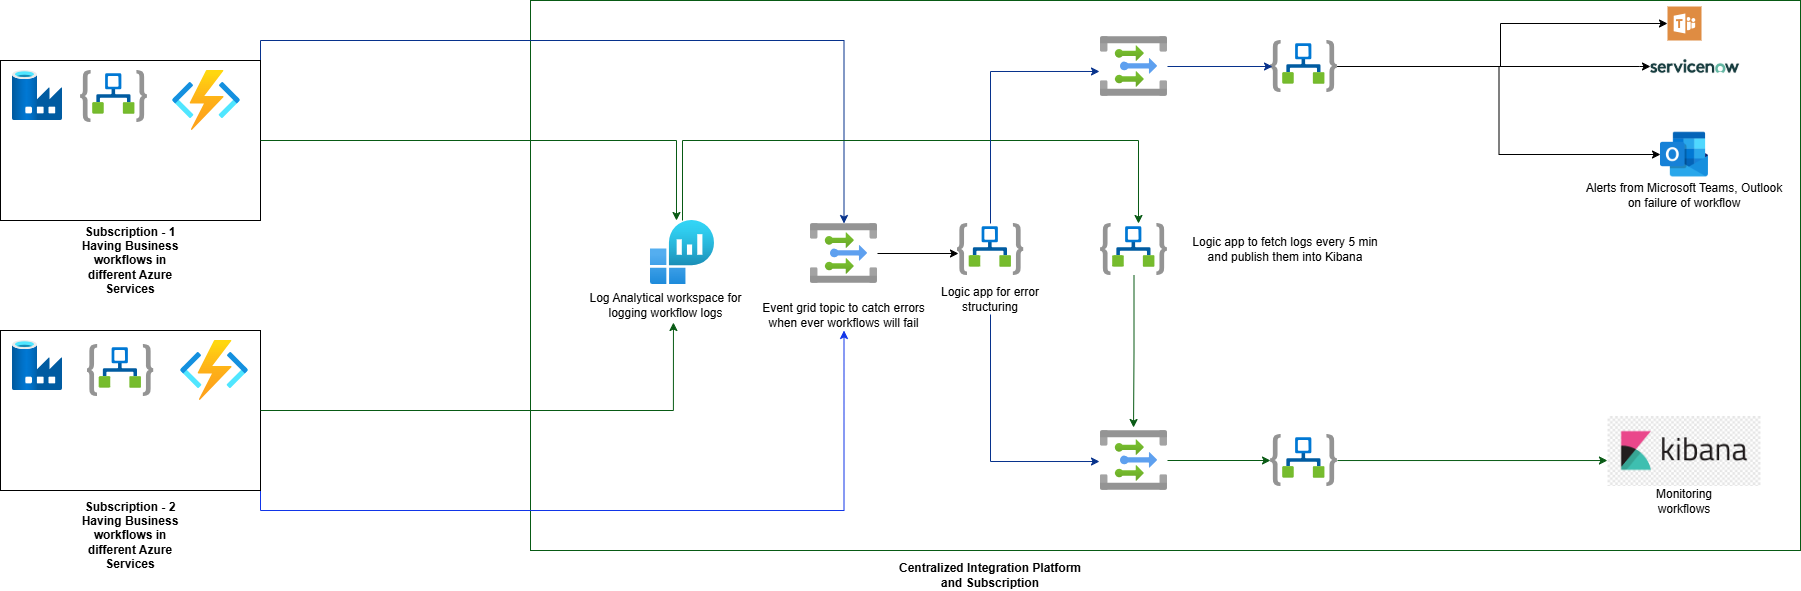 Subscription - 1
Having Business
workflows in
different Azure
Services
Subscription - 2
Having Business
workflows in
different Azure
Services
Log Analytical workspace for
logging workflow logs
Event grid topic to catch errors
when ever workflows will fail
Logic app for error
structuring
Logic app to fetch logs every 5 min
and publish them into Kibana
T
servicenow
O
Alerts from Microsoft Teams, Outlook
on failure of workflow
kibana
Monitoring
workflows
Centralized Integration Platform
and Subscription